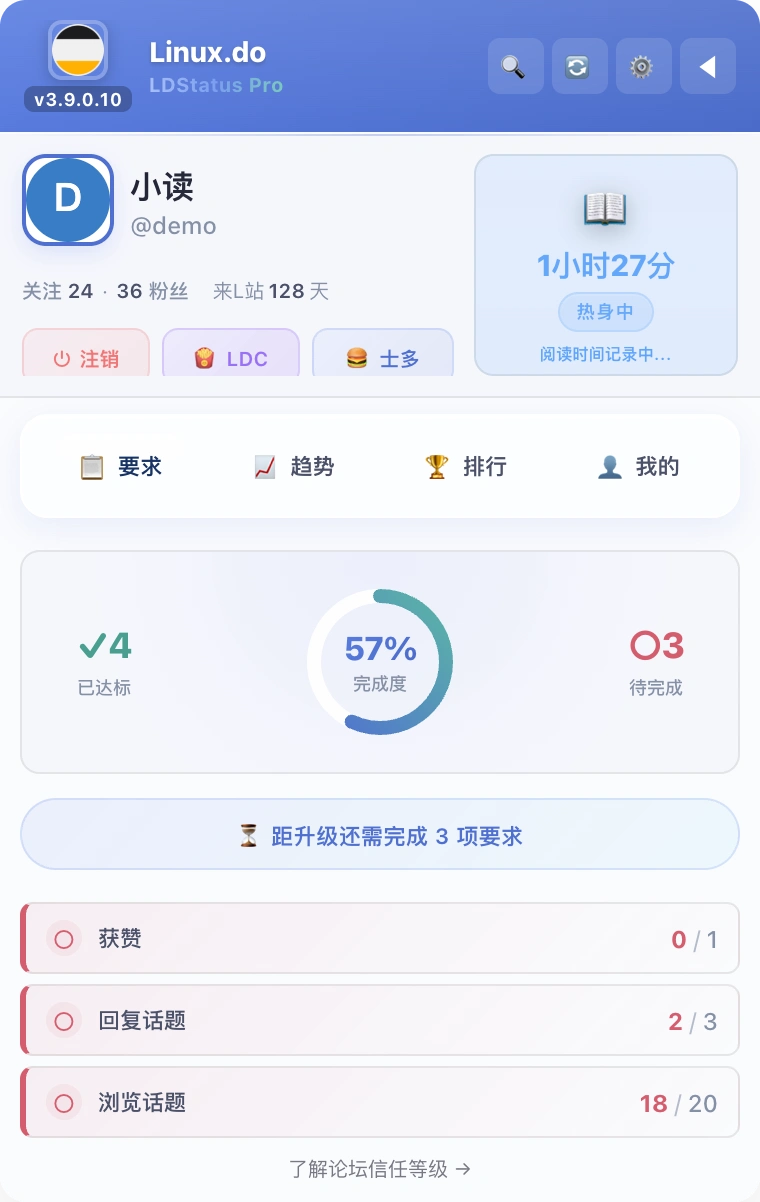 Linux.do
LDStatus Pro
v3.9.0.10
D
小读
@demo
关注 24 · 36 粉丝 来L站 128 天
注销
LDC
士多
1小时27分
热身中
阅读时间记录中...
要求
趋势
排行
我的
✓4
已达标
57%
完成度
○3
待完成
距升级还需完成 3 项要求
获赞 0 / 1
回复话题 2 / 3
浏览话题 18 / 20
了解论坛信任等级 →